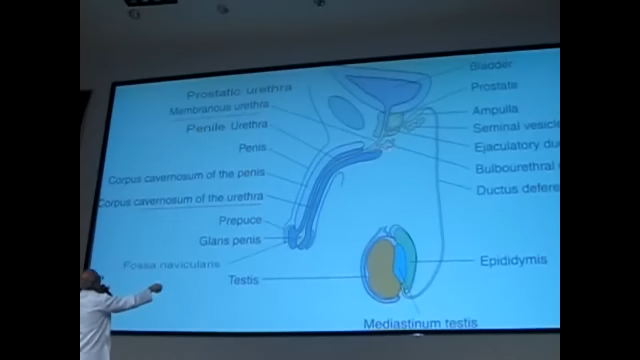 Prostatic urethra
Membranous urethra
Penile Urethra
Penis
Corpus cavernosum of the penis
Corpus cavernosum of the urethra
Prepuce
Glans penis
Fossa navicularis
Testis
Bladder
Prostate
Ampulla
Seminal vesicle
Ejaculatory du
Bulbourethral
Ductus defere
Epididymis
Mediastinum testis